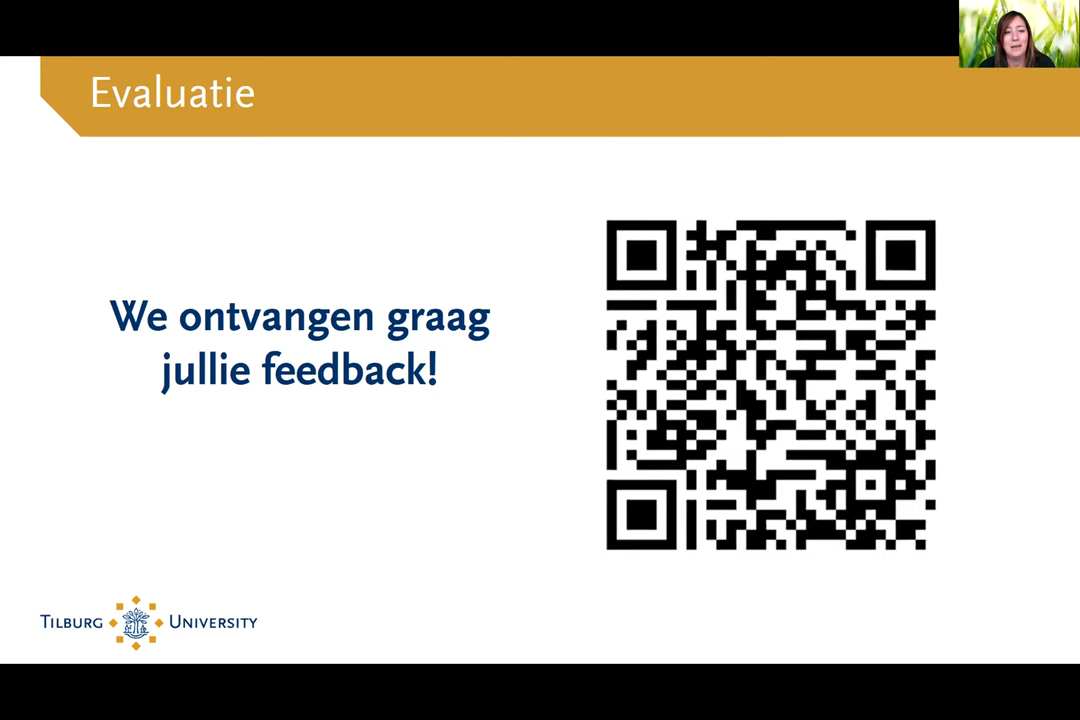 Evaluatie
We ontvangen graag
jullie feedback!
TILBURG UNIVERSITY